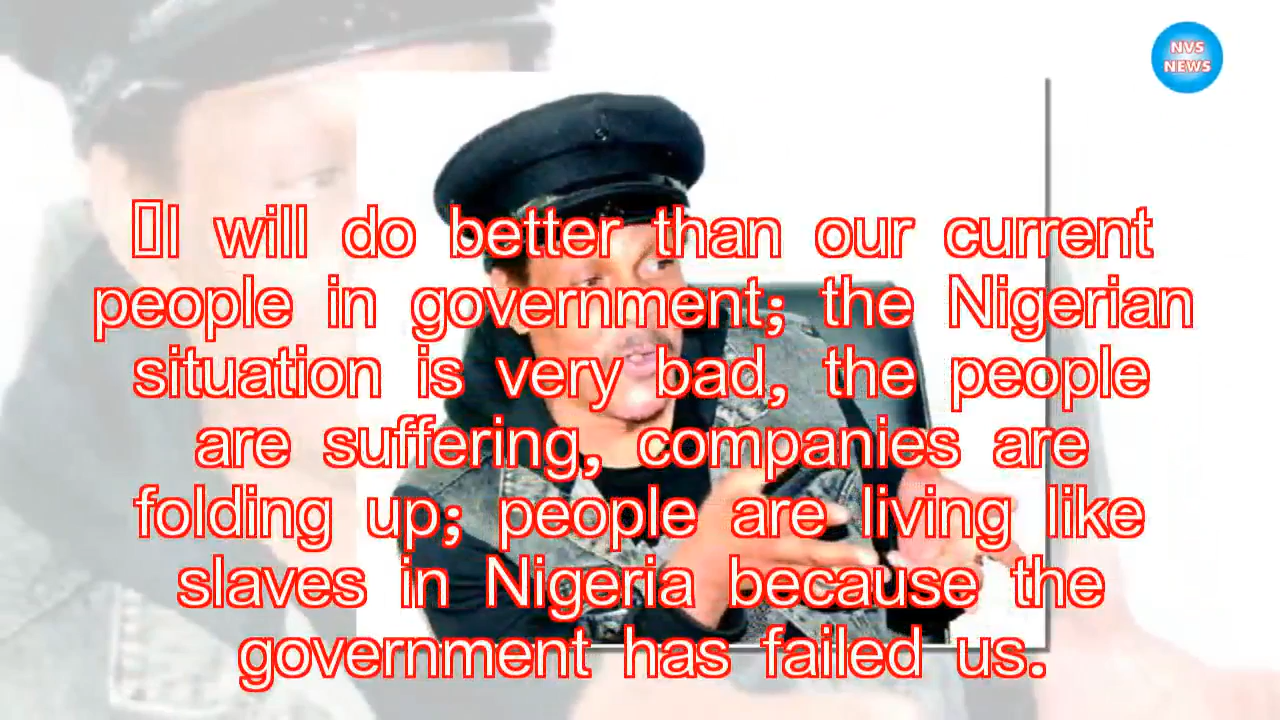 NVS
NEWS
I will do better than our current
people in government; the Nigerian
situation is very bad, the people
are suffering, companies are
folding up; people are living like
slaves in Nigeria because the
government has failed us.